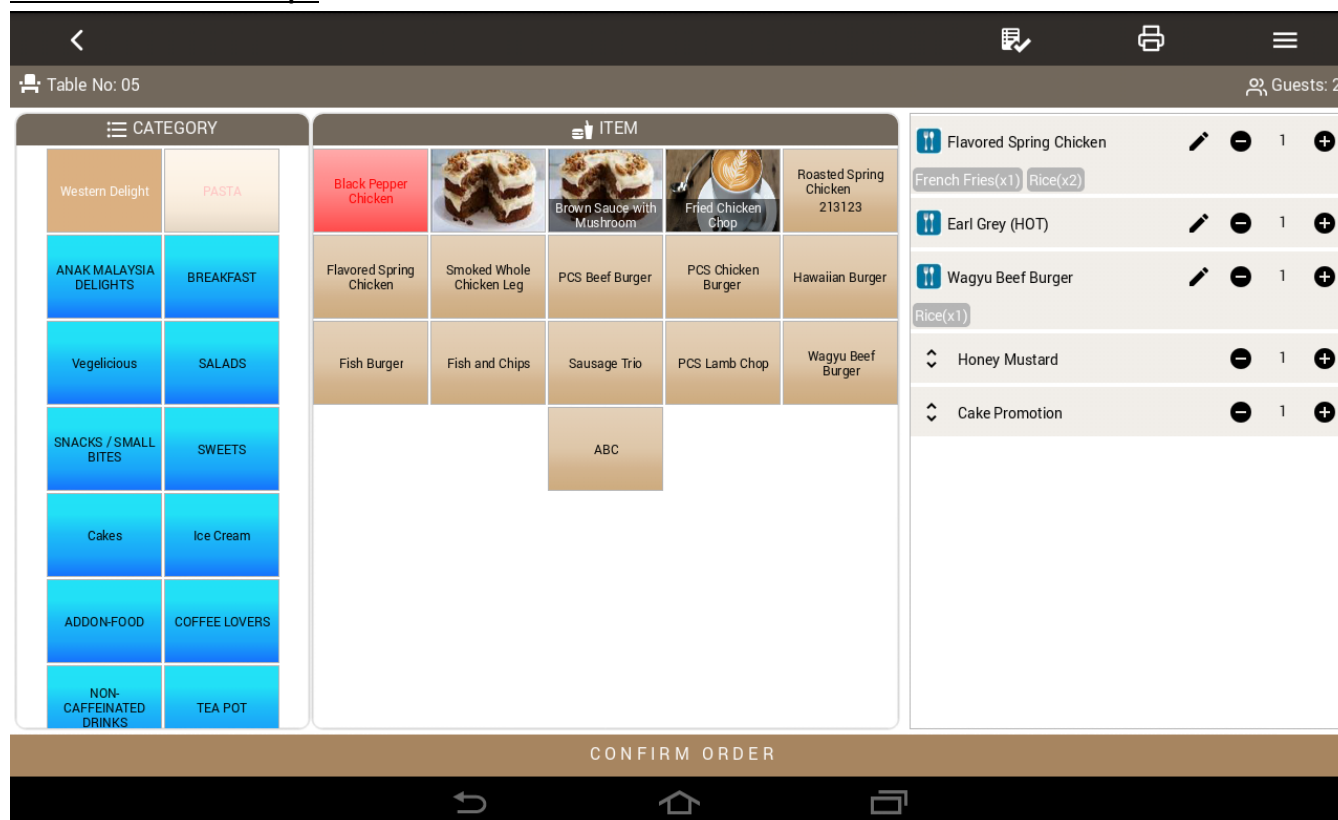 Table No: 05
Guests: 2
CATEGORY
ITEM
Western Delight
PASTA
ANAK MALAYSIA
DELIGHTS
BREAKFAST
Vegelicious
SALADS
SNACKS / SMALL
BITES
SWEETS
Cakes
Ice Cream
ADDON-FOOD
COFFEE LOVERS
NON-
CAFFEINATED
DRINKS
TEA POT
Black Pepper
Chicken
Brown Sauce with
Mushroom
Fried Chicken
Chop
Roasted Spring
Chicken
213123
Flavored Spring
Chicken
Smoked Whole
Chicken Leg
PCS Beef Burger
PCS Chicken
Burger
Hawaiian Burger
Fish Burger
Fish and Chips
Sausage Trio
PCS Lamb Chop
Wagyu Beef
Burger
ABC
Flavored Spring Chicken 1
French Fries(x1) Rice(x2)
Earl Grey (HOT) 1
Wagyu Beef Burger 1
Rice(x1)
Honey Mustard 1
Cake Promotion 1
CONFIRM ORDER